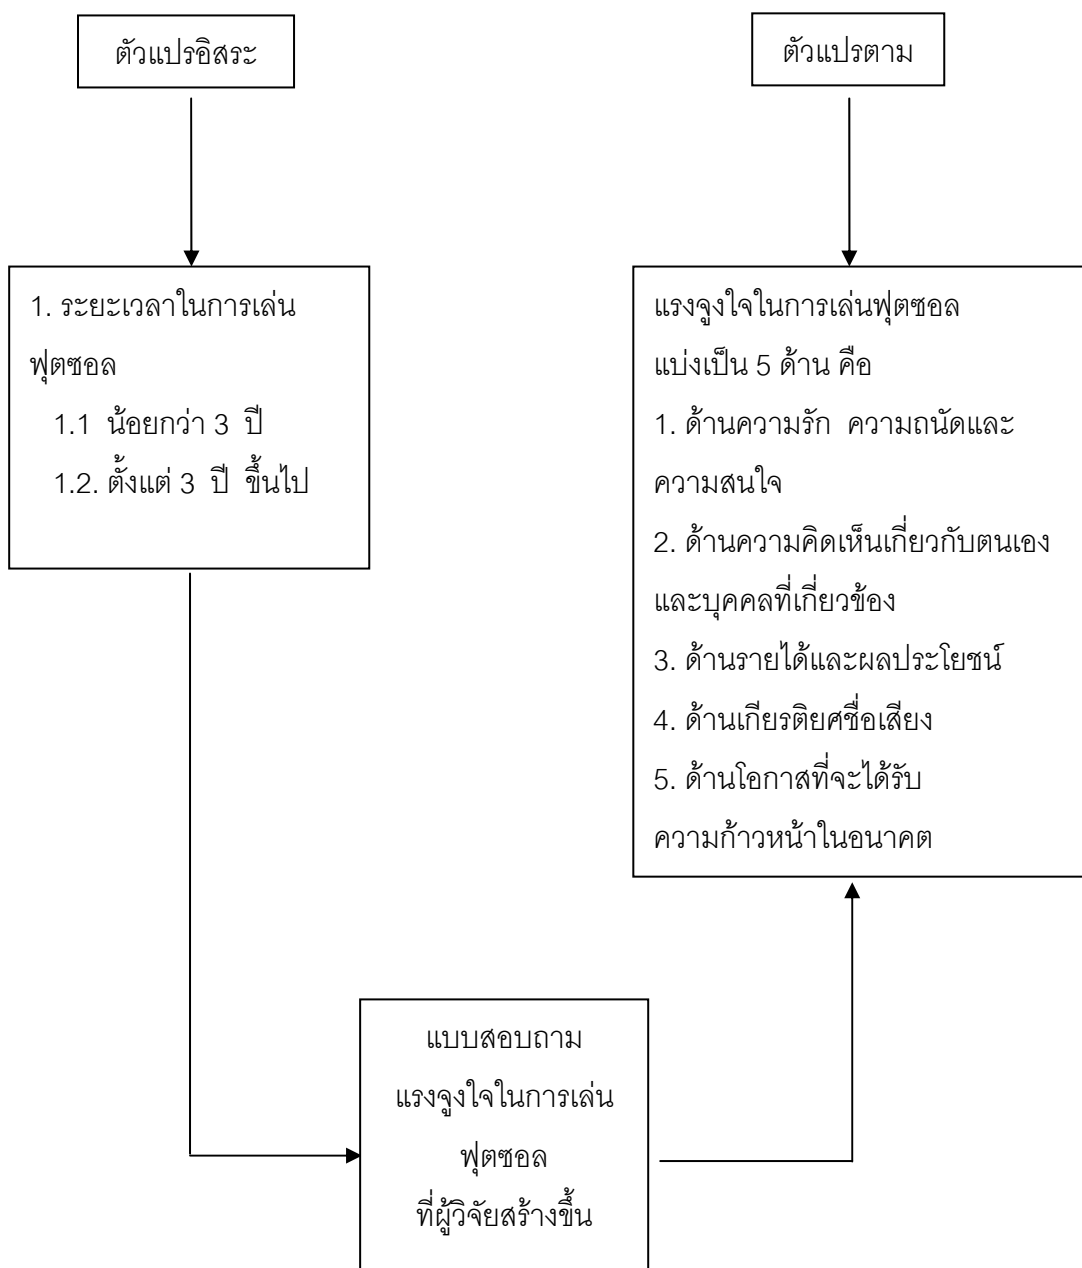 ตัวแปรอิสระ
ตัวแปรตาม
1. ระยะเวลาในการเล่น
ฟุตซอล
1.1 น้อยกว่า 3 ปี
1.2. ตั้งแต่ 3 ปี ขึ้นไป
แรงจูงใจในการเล่นฟุตซอล
แบ่งเป็น 5 ด้าน คือ
1. ด้านความรัก ความถนัดและ
ความสนใจ
2. ด้านความคิดเห็นเกี่ยวกับตนเอง
และบุคคลที่เกี่ยวข้อง
3. ด้านรายได้และผลประโยชน์
4. ด้านเกียรติยศชื่อเสียง
5. ด้านโอกาสที่จะได้รับ
ความก้าวหน้าในอนาคต
แบบสอบถาม
แรงจูงใจในการเล่น
ฟุตซอล
ที่ผู้วิจัยสร้างขึ้น